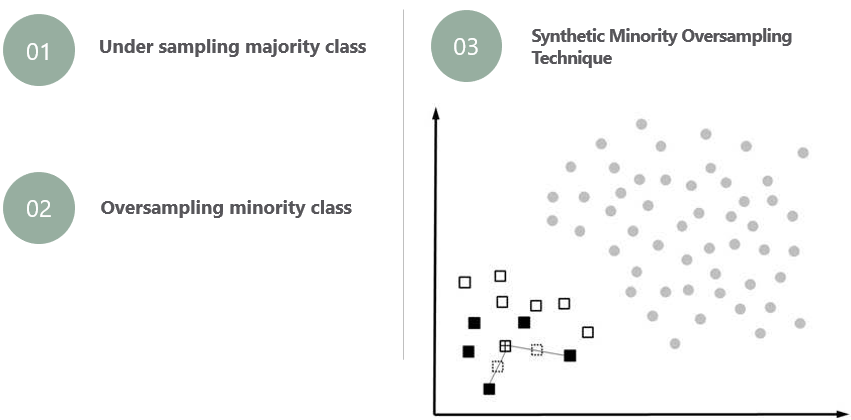 01
Under sampling majority class
02
Oversampling minority class
03
Synthetic Minority Oversampling
Technique